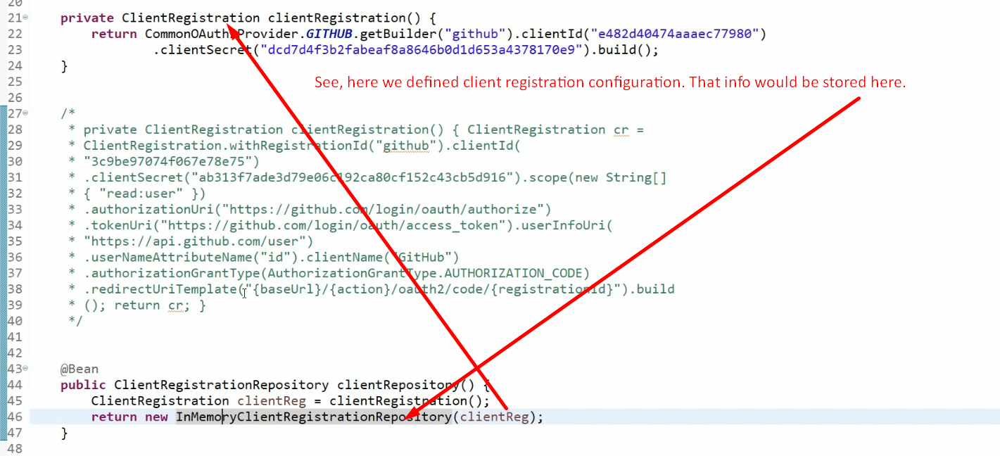 20
21 private ClientRegistration clientRegistration() {
22 return CommonOAuth2Provider.GITHUB.getBuilder("github").clientId("e482d40474aaaec77980")
23 .clientSecret("dcd7d4f3b2fabeaf8a8646b0d1d653a4378170e9").build();
24 }
25 See, here we defined client registration configuration. That info would be stored here.
26
27 /*
28 * private ClientRegistration clientRegistration() { ClientRegistration cr =
29 * ClientRegistration.withRegistrationId("github").clientId(
30 * "3c9be97074f067e78e75")
31 * .clientSecret("ab313f7ade3d79e06c192ca80cf152c43cb5d916").scope(new String[]
32 * { "read:user" })
33 * .authorizationUri("https://github.com/login/oauth/authorize")
34 * .tokenUri("https://github.com/login/oauth/access_token").userInfoUri(
35 * "https://api.github.com/user")
36 * .userNameAttributeName("id").clientName("GitHub")
37 * .authorizationGrantType(AuthorizationGrantType.AUTHORIZATION_CODE)
38 * .redirectUriTemplate("{baseUrl}/{action}/oauth2/code/{registrationId}").build
39 * (); return cr; }
40 */
41
42
43 @Bean
44 public ClientRegistrationRepository clientRepository() {
45 ClientRegistration clientReg = clientRegistration();
46 return new InMemoryClientRegistrationRepository(clientReg);
47 }
48